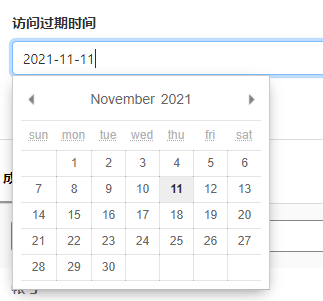 访问过期时间
2021-11-11
November 2021
sun mon tue wed thu fri sat
1 2 3 4 5 6
7 8 9 10 11 12 13
14 15 16 17 18 19 20
21 22 23 24 25 26 27
28 29 30